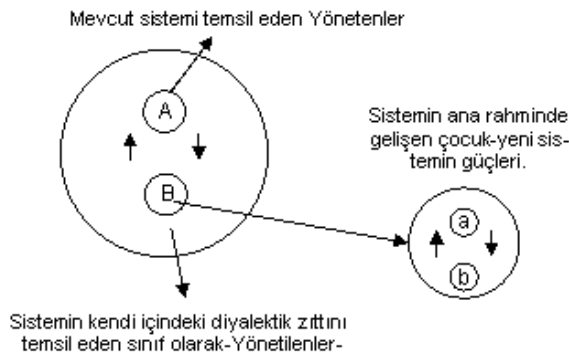 Mevcut sistemi temsil eden Yönetenler
A
B
Sistemin ana rahminde
gelişen çocuk-yeni sis-
temin güçleri.
a
b
Sistemin kendi içindeki diyalektik zıttını
temsil eden sınıf olarak-Yönetilenler-